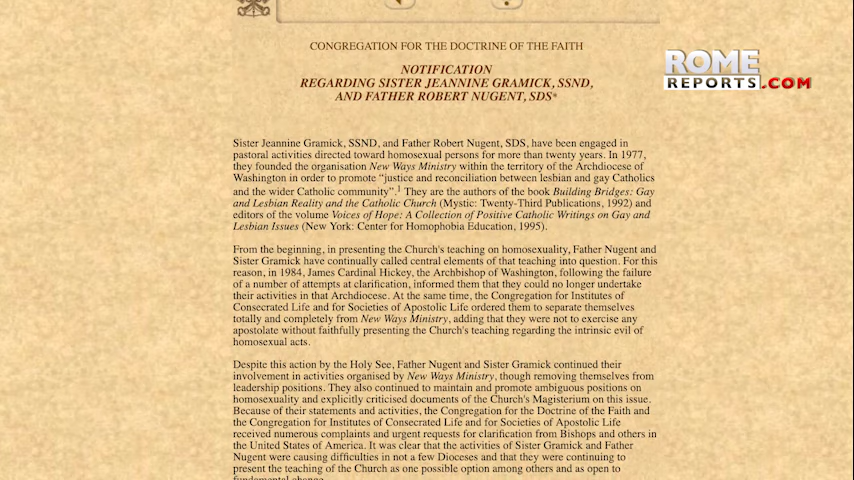 CONGREGATION FOR THE DOCTRINE OF THE FAITH
NOTIFICATION
REGARDING SISTER JEANNINE GRAMICK, SSND,
AND FATHER ROBERT NUGENT, SDS*
ROME
REPORTS.COM
Sister Jeannine Gramick, SSND, and Father Robert Nugent, SDS, have been engaged in
pastoral activities directed toward homosexual persons for more than twenty years. In 1977,
they founded the organisation New Ways Ministry within the territory of the Archdiocese of
Washington in order to promote “justice and reconciliation between lesbian and gay Catholics
and the wider Catholic community”.1 They are the authors of the book Building Bridges: Gay
and Lesbian Reality and the Catholic Church (Mystic: Twenty-Third Publications, 1992) and
editors of the volume Voices of Hope: A Collection of Positive Catholic Writings on Gay and
Lesbian Issues (New York: Center for Homophobia Education, 1995).
From the beginning, in presenting the Church's teaching on homosexuality, Father Nugent and
Sister Gramick have continually called central elements of that teaching into question. For this
reason, in 1984, James Cardinal Hickey, the Archbishop of Washington, following the failure
of a number of attempts at clarification, informed them that they could no longer undertake
their activities in that Archdiocese. At the same time, the Congregation for Institutes of
Consecrated Life and for Societies of Apostolic Life ordered them to separate themselves
totally and completely from New Ways Ministry, adding that they were not to exercise any
apostolate without faithfully presenting the Church's teaching regarding the intrinsic evil of
homosexual acts.
Despite this action by the Holy See, Father Nugent and Sister Gramick continued their
involvement in activities organised by New Ways Ministry, though removing themselves from
leadership positions. They also continued to maintain and promote ambiguous positions on
homosexuality and explicitly criticised documents of the Church's Magisterium on this issue.
Because of their statements and activities, the Congregation for the Doctrine of the Faith and
the Congregation for Institutes of Consecrated Life and for Societies of Apostolic Life
received numerous complaints and urgent requests for clarification from Bishops and others in
the United States of America. It was clear that the activities of Sister Gramick and Father
Nugent were causing difficulties in not a few Dioceses and that they were continuing to
present the teaching of the Church as one possible option among others and as open to
fundamental change.